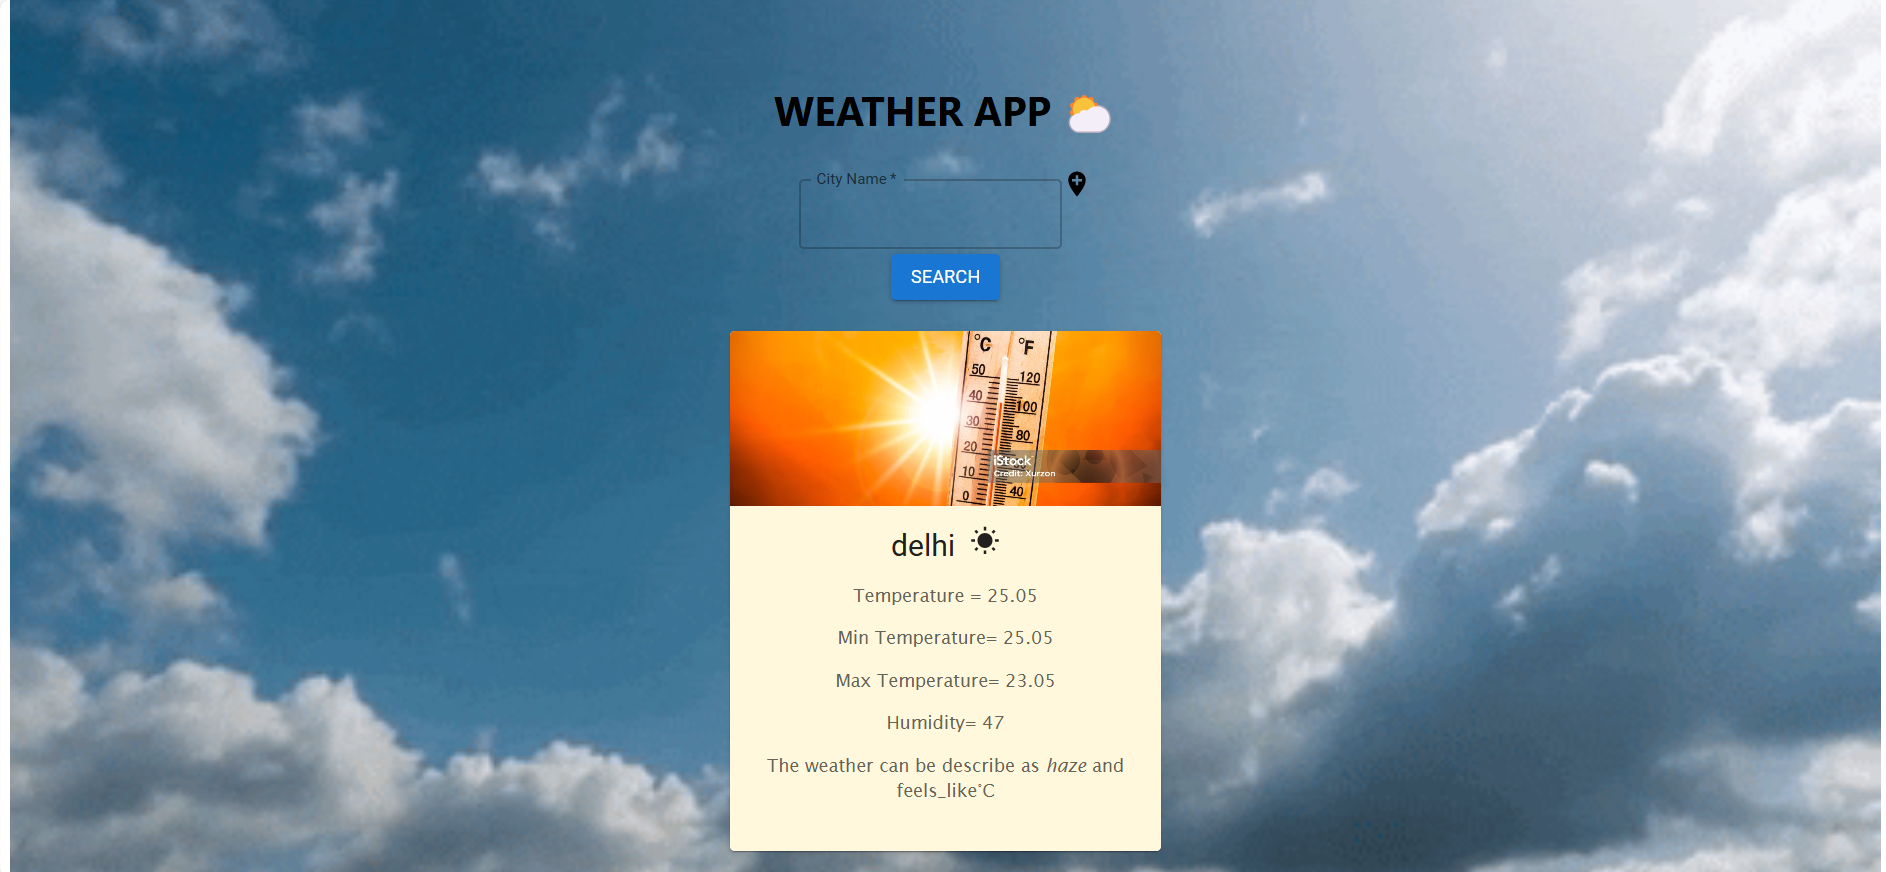 WEATHER APP
City Name *
SEARCH
°C °F
50 120
40 100
30 80
20
10 40
0
iStock
Credit: Xurzon
delhi
Temperature = 25.05
Min Temperature= 25.05
Max Temperature= 23.05
Humidity= 47
The weather can be describe as haze and
feels_like°C